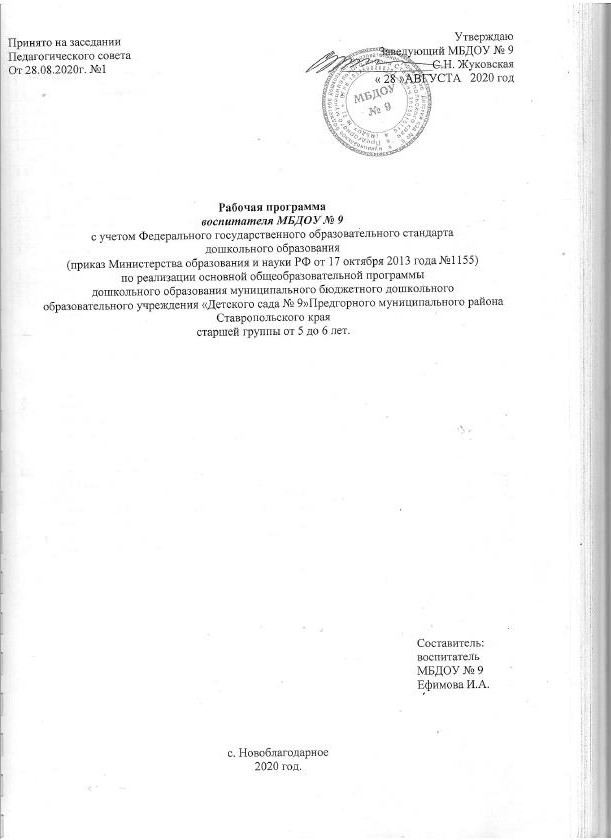 Принято на заседании
Педагогического совета
От 28.08.2020г. №1
Утверждаю
Заведующий МБДОУ № 9
С.Н. Жуковская
« 28 »АВГУСТА 2020 год
МБДОУ
№ 9
Рабочая программа
воспитателя МБДОУ № 9
с учетом Федерального государственного образовательного стандарта
дошкольного образования
(приказ Министерства образования и науки РФ от 17 октября 2013 года №1155)
по реализации основной общеобразовательной программы
дошкольного образования муниципального бюджетного дошкольного
образовательного учреждения «Детского сада № 9»Предгорного муниципального района
Ставропольского края
старшей группы от 5 до 6 лет.
Составитель:
воспитатель
МБДОУ № 9
Ефимова И.А.
с. Новоблагодарное
2020 год.